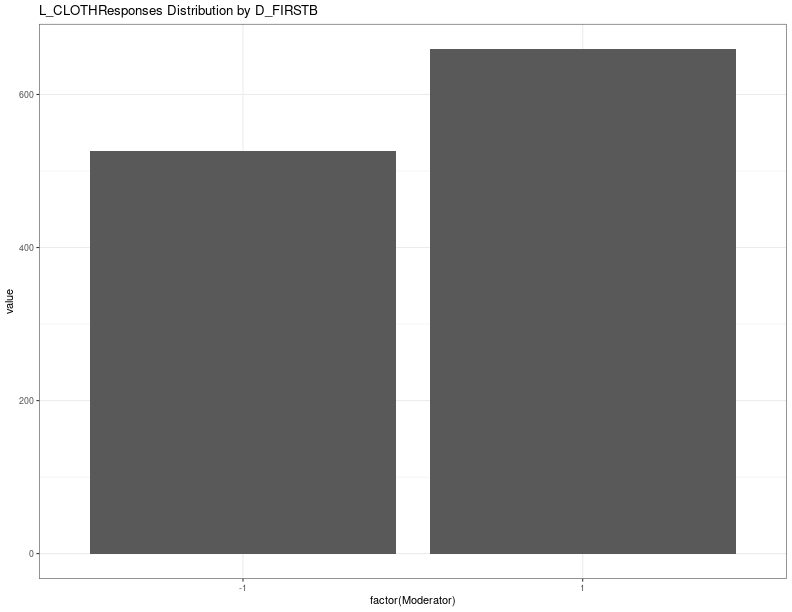 L_CLOTHResponses Distribution by D_FIRSTB
600
400
200
0
value
-1
1
factor(Moderator)